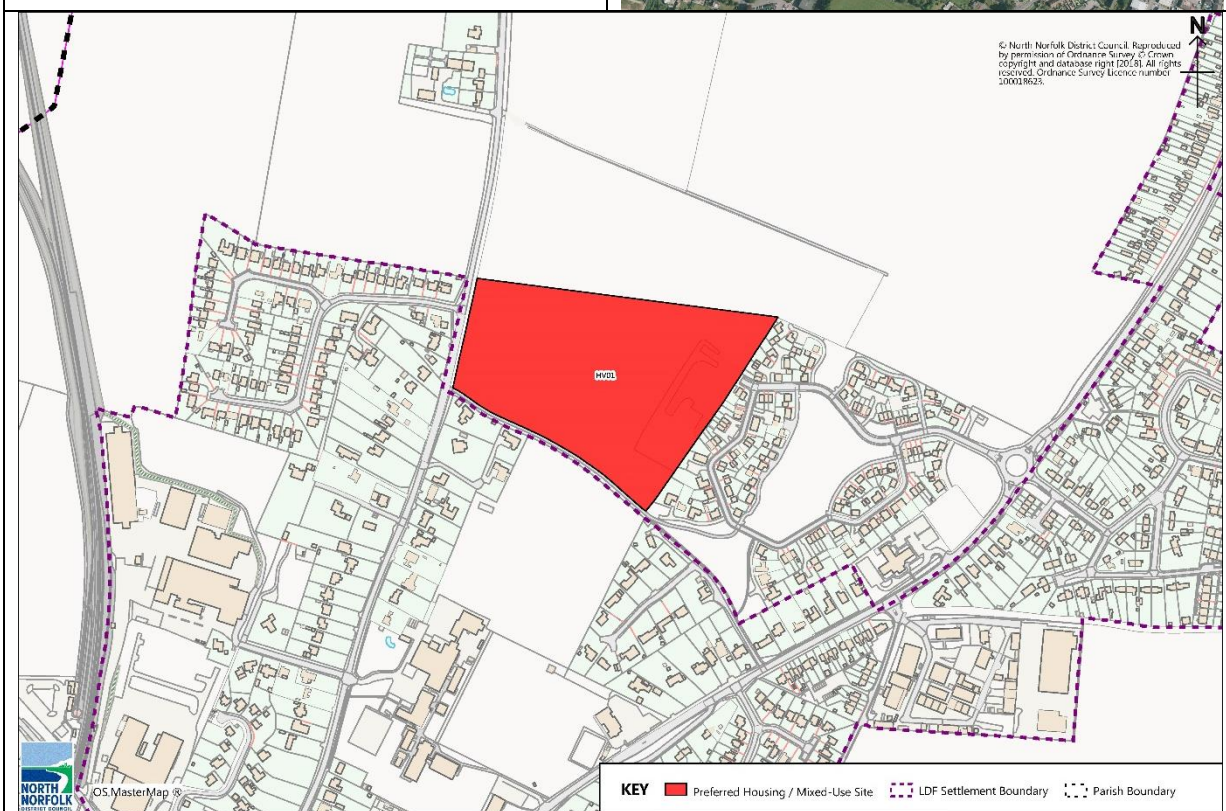 N
© North Norfolk District Council. Reproduced
by permission of Ordnance Survey © Crown
copyright and database right [2018]. All rights
reserved. Ordnance Survey Licence number
100018623.
HV01
NORTH
NORFOLK
DISTRICT COUNCIL
OS.MasterMap ®
KEY Preferred Housing / Mixed-Use Site LDF Settlement Boundary Parish Boundary